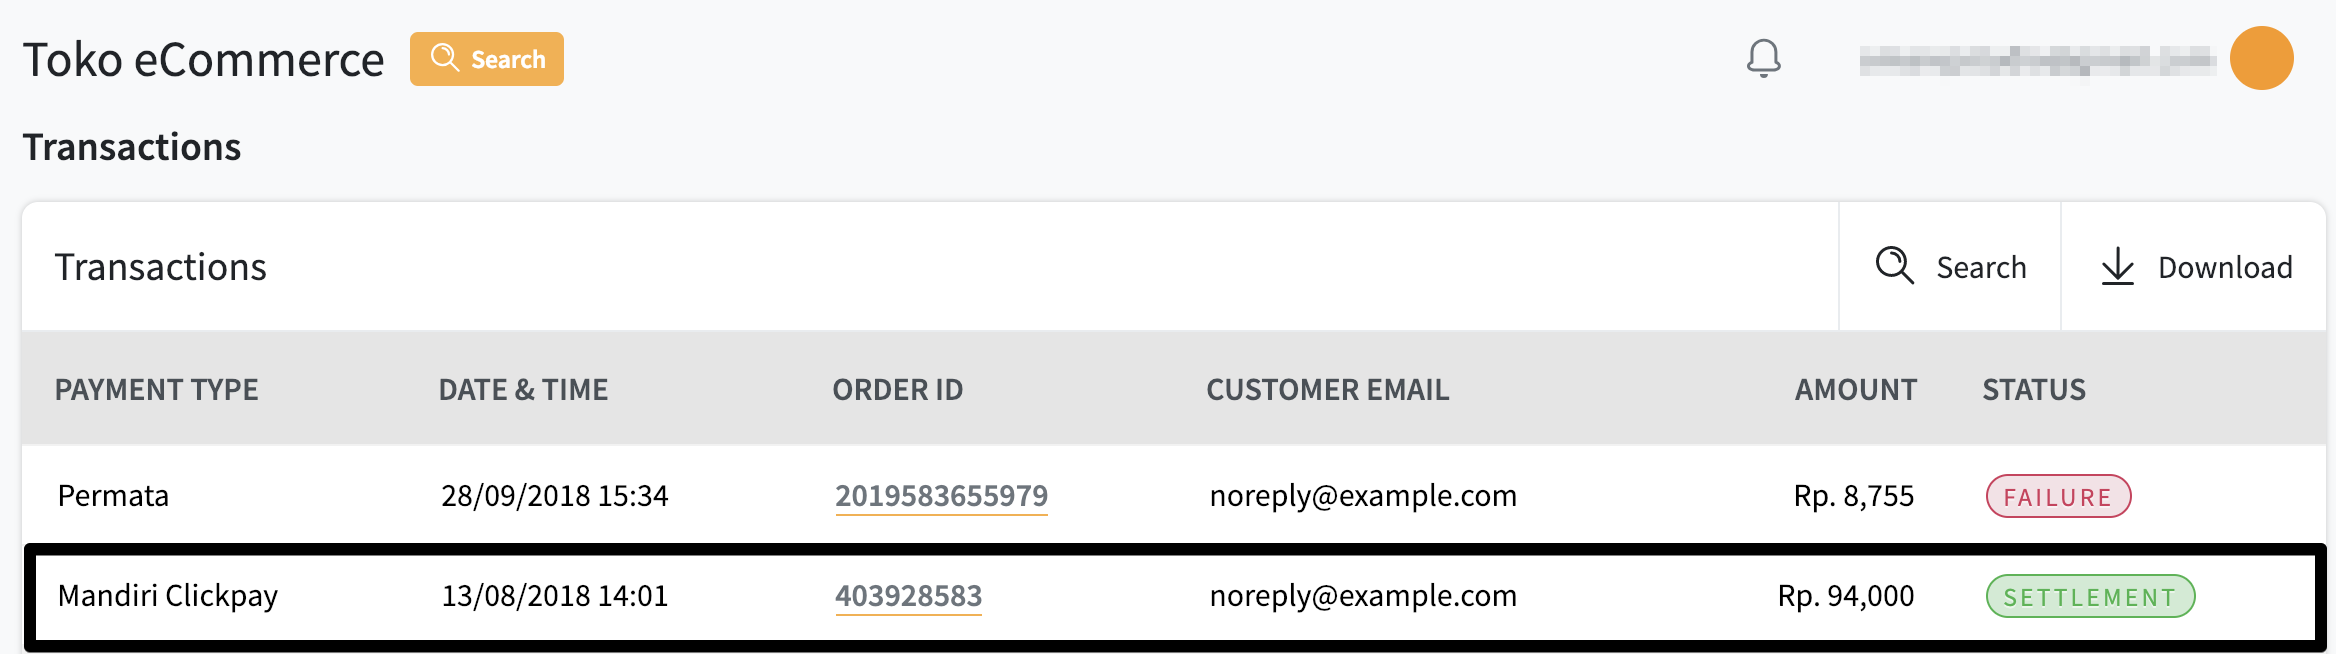 Toko eCommerce Search
Transactions
Transactions Search Download
PAYMENT TYPE DATE & TIME ORDER ID CUSTOMER EMAIL AMOUNT STATUS
Permata 28/09/2018 15:34 2019583655979 noreply@example.com Rp. 8,755 FAILURE
Mandiri Clickpay 13/08/2018 14:01 403928583 noreply@example.com Rp. 94,000 SETTLEMENT